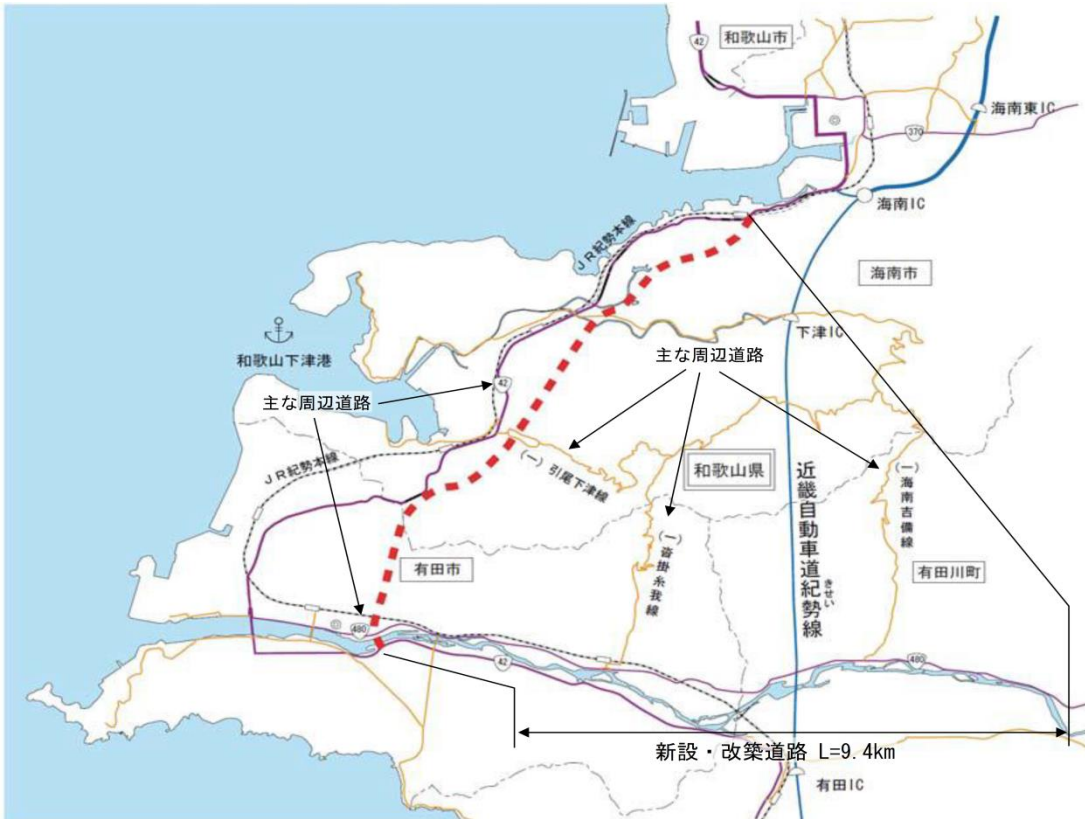 42
和歌山市
海南東IC
370
海南IC
JR紀勢本線
海南市
下津IC
和歌山下津港
主な周辺道路
主な周辺道路
42
JR紀勢本線
(一)引尾下津線
和歌山県
近畿自動車道紀勢線
きせい
(一)海南吉備線
(一)沓掛糸我線
有田市
有田川町
480
42
480
新設・改築道路 L=9.4km
有田IC